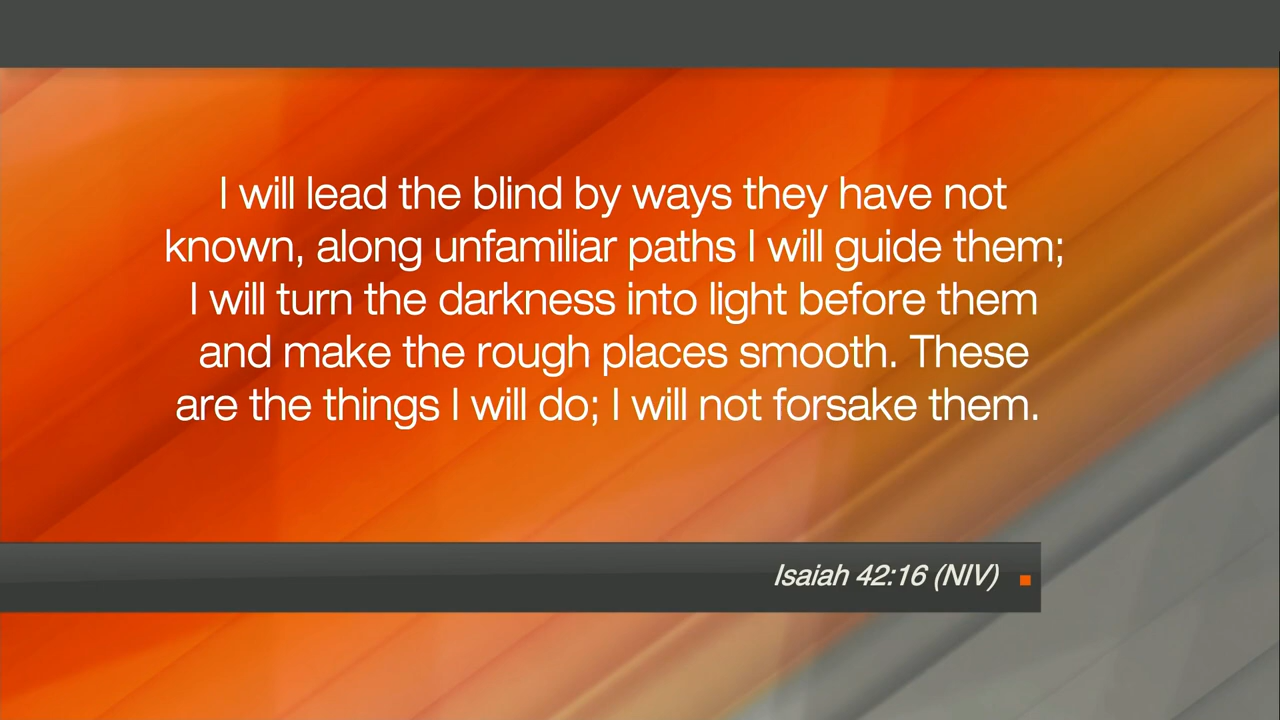 I will lead the blind by ways they have not
known, along unfamiliar paths I will guide them;
I will turn the darkness into light before them
and make the rough places smooth. These
are the things I will do; I will not forsake them.
Isaiah 42:16 (NIV)